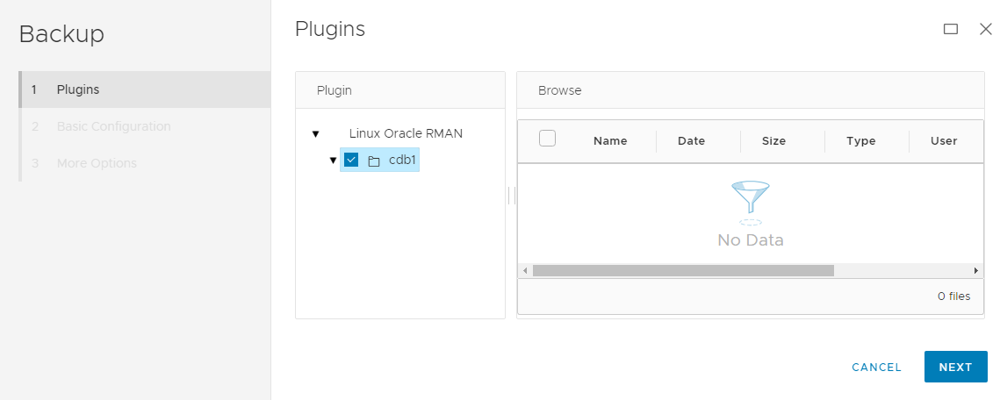 Backup
1 Plugins
2 Basic Configuration
3 More Options
Plugins
Plugin
Linux Oracle RMAN
cdb1
Browse
Name Date Size Type User
No Data
0 files
CANCEL NEXT